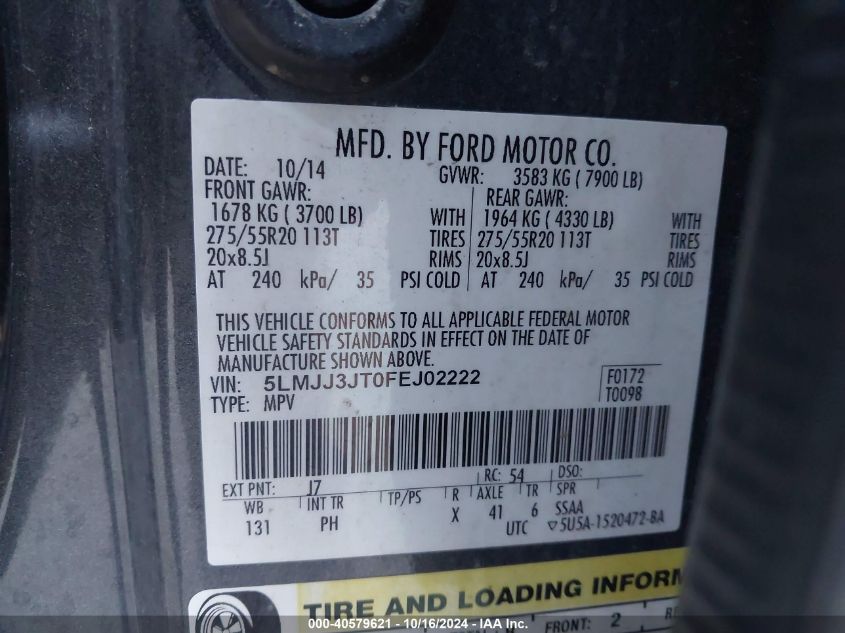 MFD. BY FORD MOTOR CO.
DATE: 10/14 GVWR: 3583 KG ( 7900 LB)
FRONT GAWR: REAR GAWR:
1678 KG ( 3700 LB) WITH 1964 KG ( 4330 LB) WITH
275/55R20 113T TIRES 275/55R20 113T TIRES
20x8.5J RIMS 20x8.5J RIMS
AT 240 kPa/ 35 PSI COLD AT 240 kPa/ 35 PSI COLD
THIS VEHICLE CONFORMS TO ALL APPLICABLE FEDERAL MOTOR
VEHICLE SAFETY STANDARDS IN EFFECT ON THE DATE OF
MANUFACTURE SHOWN ABOVE.
VIN: 5LMJJ3JT0FEJ02222 F0172
TYPE: MPV T0098
EXT PNT: J7 RC: 54 DSO:
WB INT TR TP/PS R AXLE TR SPR
131 PH X 41 6 SSAA
UTC ▽5U5A-1520472-BA
TIRE AND LOADING INFORM
FRONT: 2
000-40579621 - 10/16/2024 - IAA Inc.